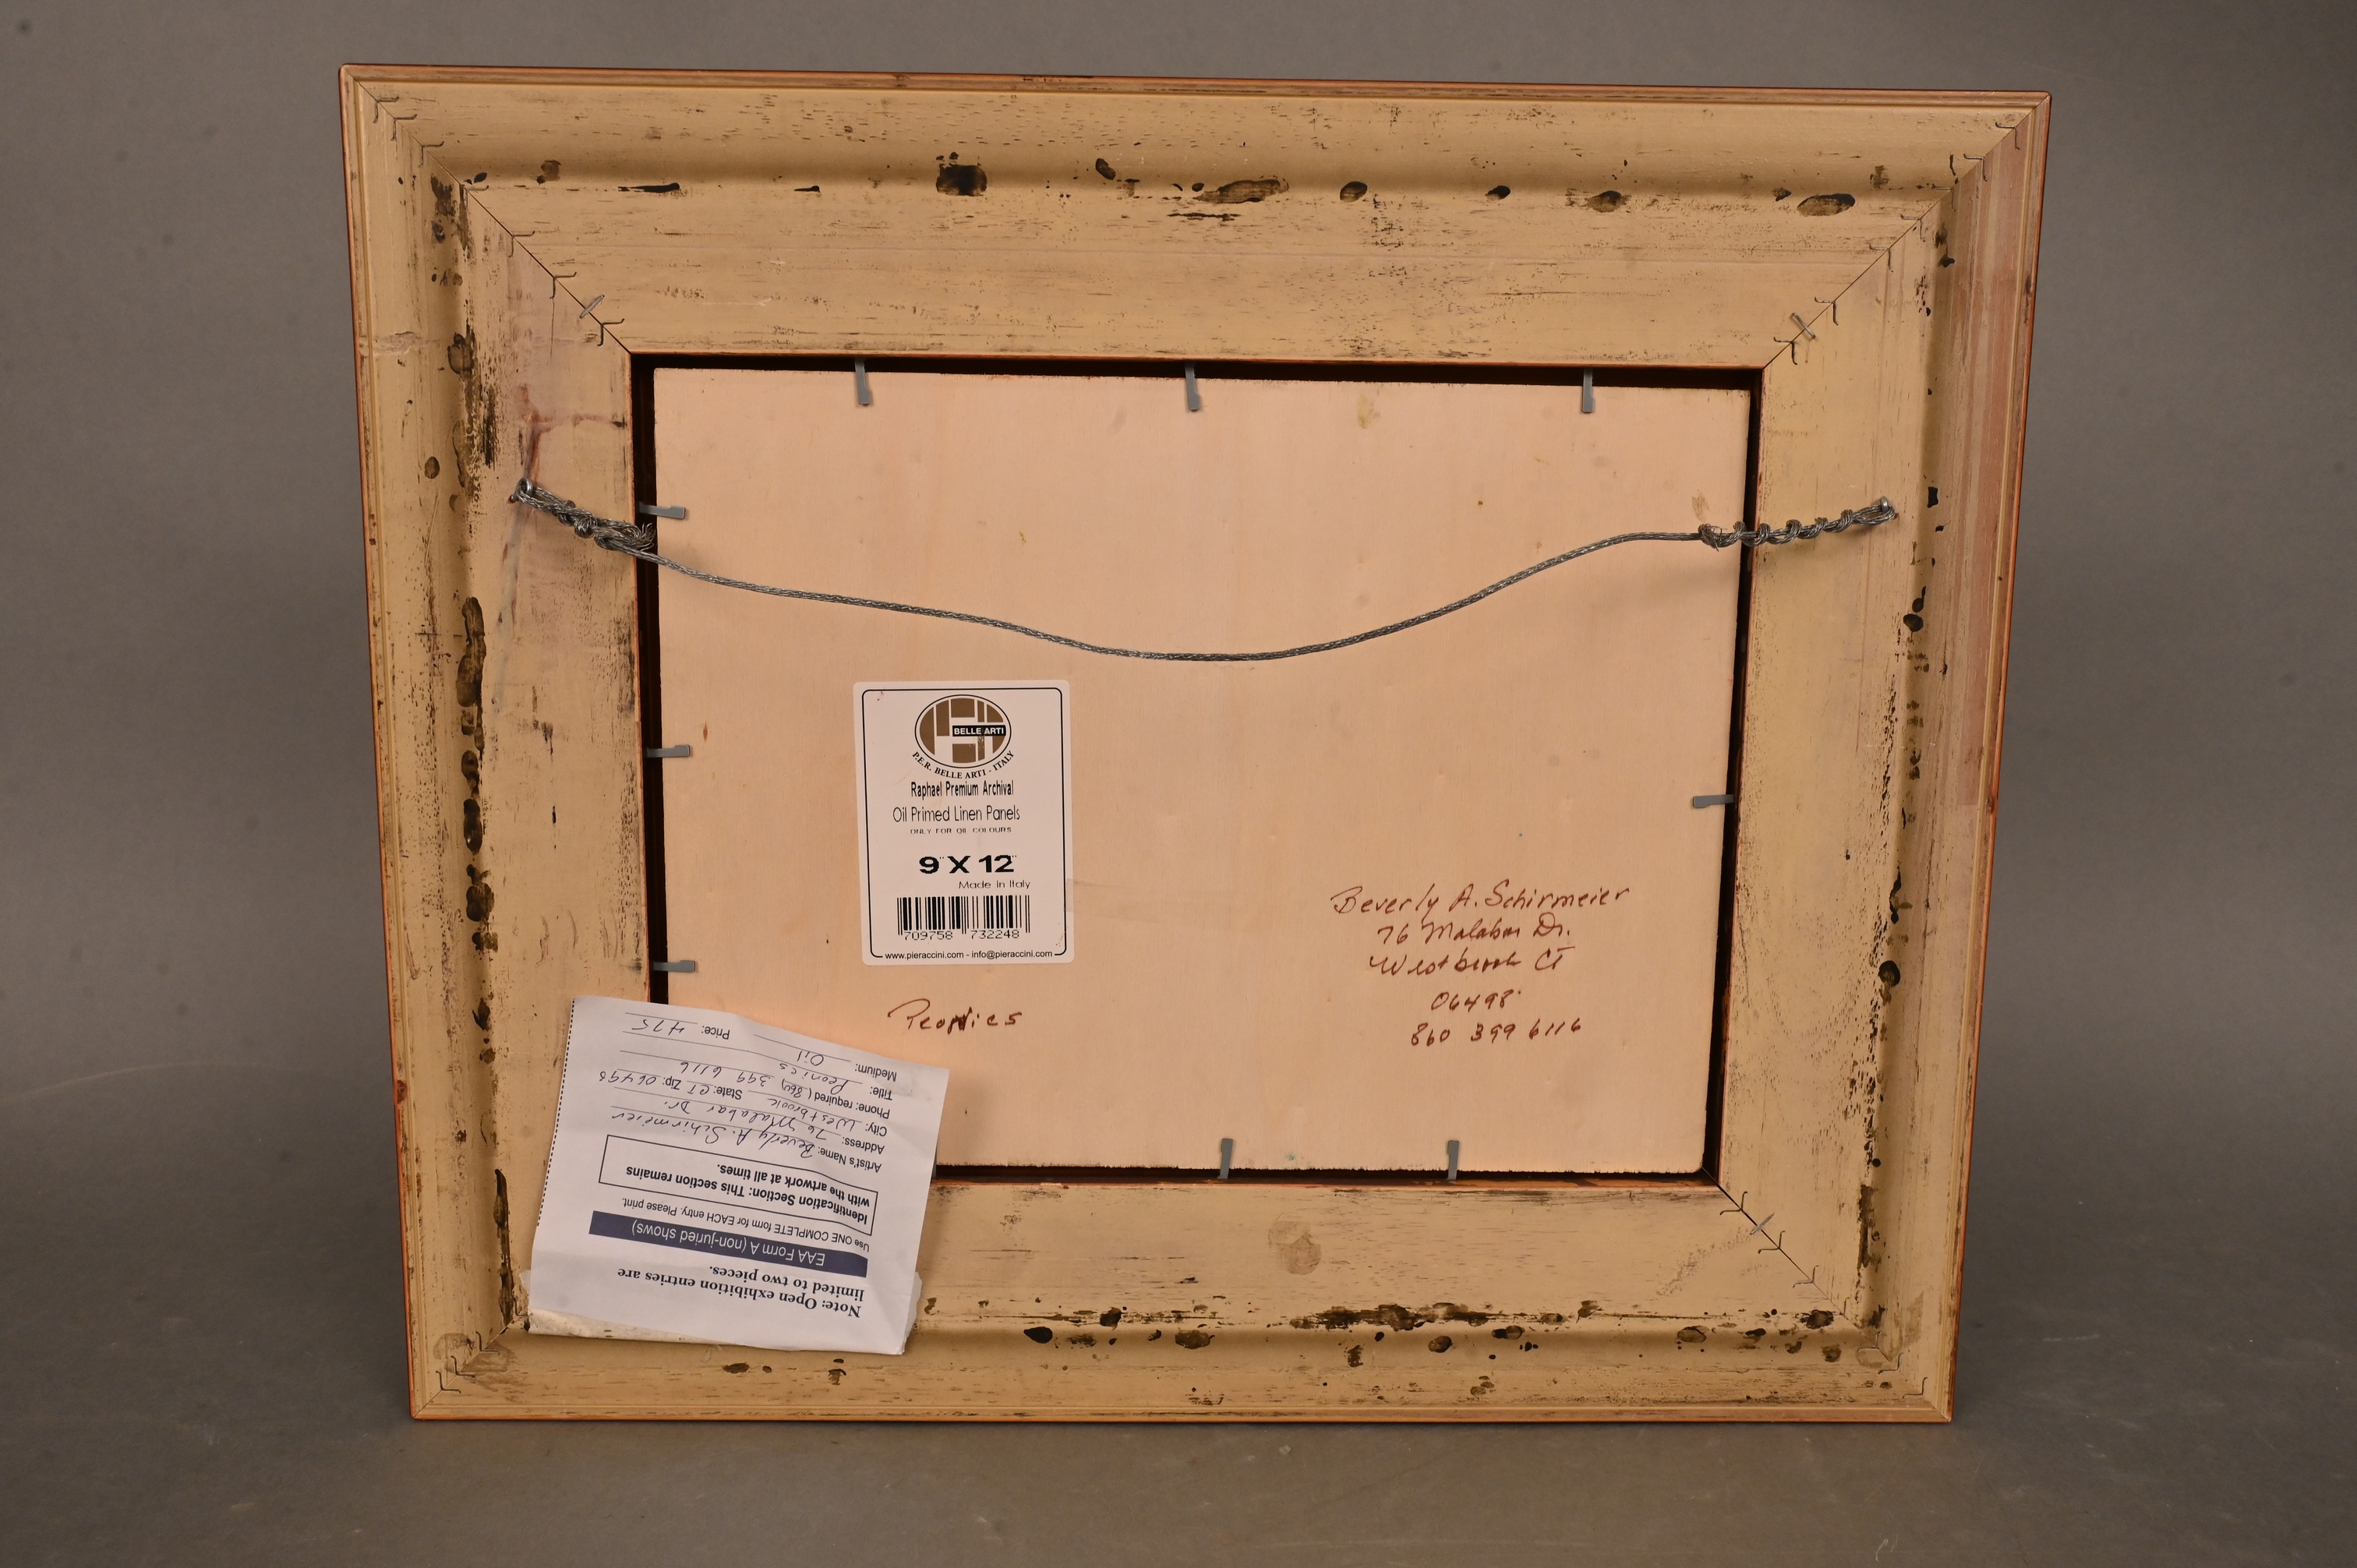 BELLE ARTI
P.E.R. BELLE ARTI - ITALY
Raphael Premium Archival
Oil Primed Linen Panels
ONLY FOR OIL COLOURS
9" X 12"
Made in Italy
709758 732248
www.pieraccini.com - info@pieraccini.com
Peonies
Beverly A. Schirmeier
76 Malabar Dr.
Westbrook CT
06498
860 399 6116
Note: Open exhibition entries are
limited to two pieces.
EAA Form A (non-juried shows)
Use ONE COMPLETE form for EACH entry. Please print.
Identification Section: This section remains
with the artwork at all times.
Artist's Name: Beverly A. Schirmeier
Address: 76 Malabar Dr.
City: Westbrook State: CT Zip: 06498
Phone: required (860) 399 6116
Title: Peonies
Medium: Oil Price: 475